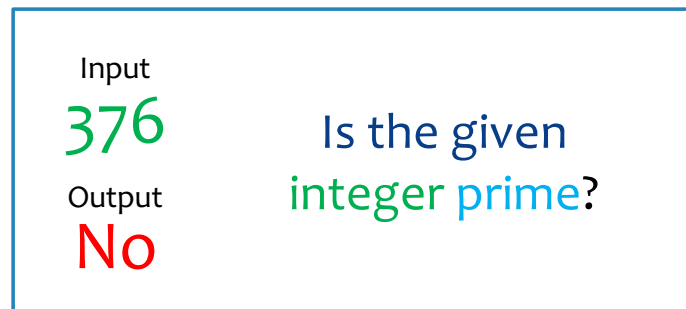 Input
376
Output
No
Is the given
integer prime?